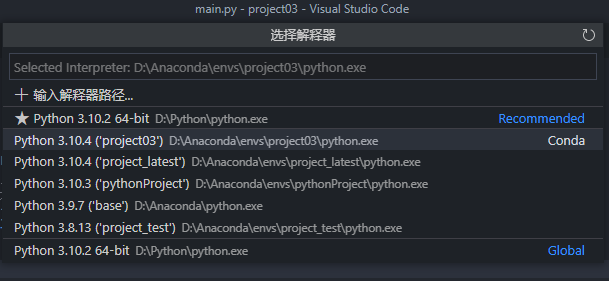 main.py - project03 - Visual Studio Code
选择解释器
Selected Interpreter: D:\Anaconda\envs\project03\python.exe
+ 输入解释器路径...
★ Python 3.10.2 64-bit D:\Python\python.exe Recommended
Python 3.10.4 ('project03') D:\Anaconda\envs\project03\python.exe Conda
Python 3.10.4 ('project_latest') D:\Anaconda\envs\project_latest\python.exe
Python 3.10.3 ('pythonProject') D:\Anaconda\envs\pythonProject\python.exe
Python 3.9.7 ('base') D:\Anaconda\python.exe
Python 3.8.13 ('project_test') D:\Anaconda\envs\project_test\python.exe
Python 3.10.2 64-bit D:\Python\python.exe Global